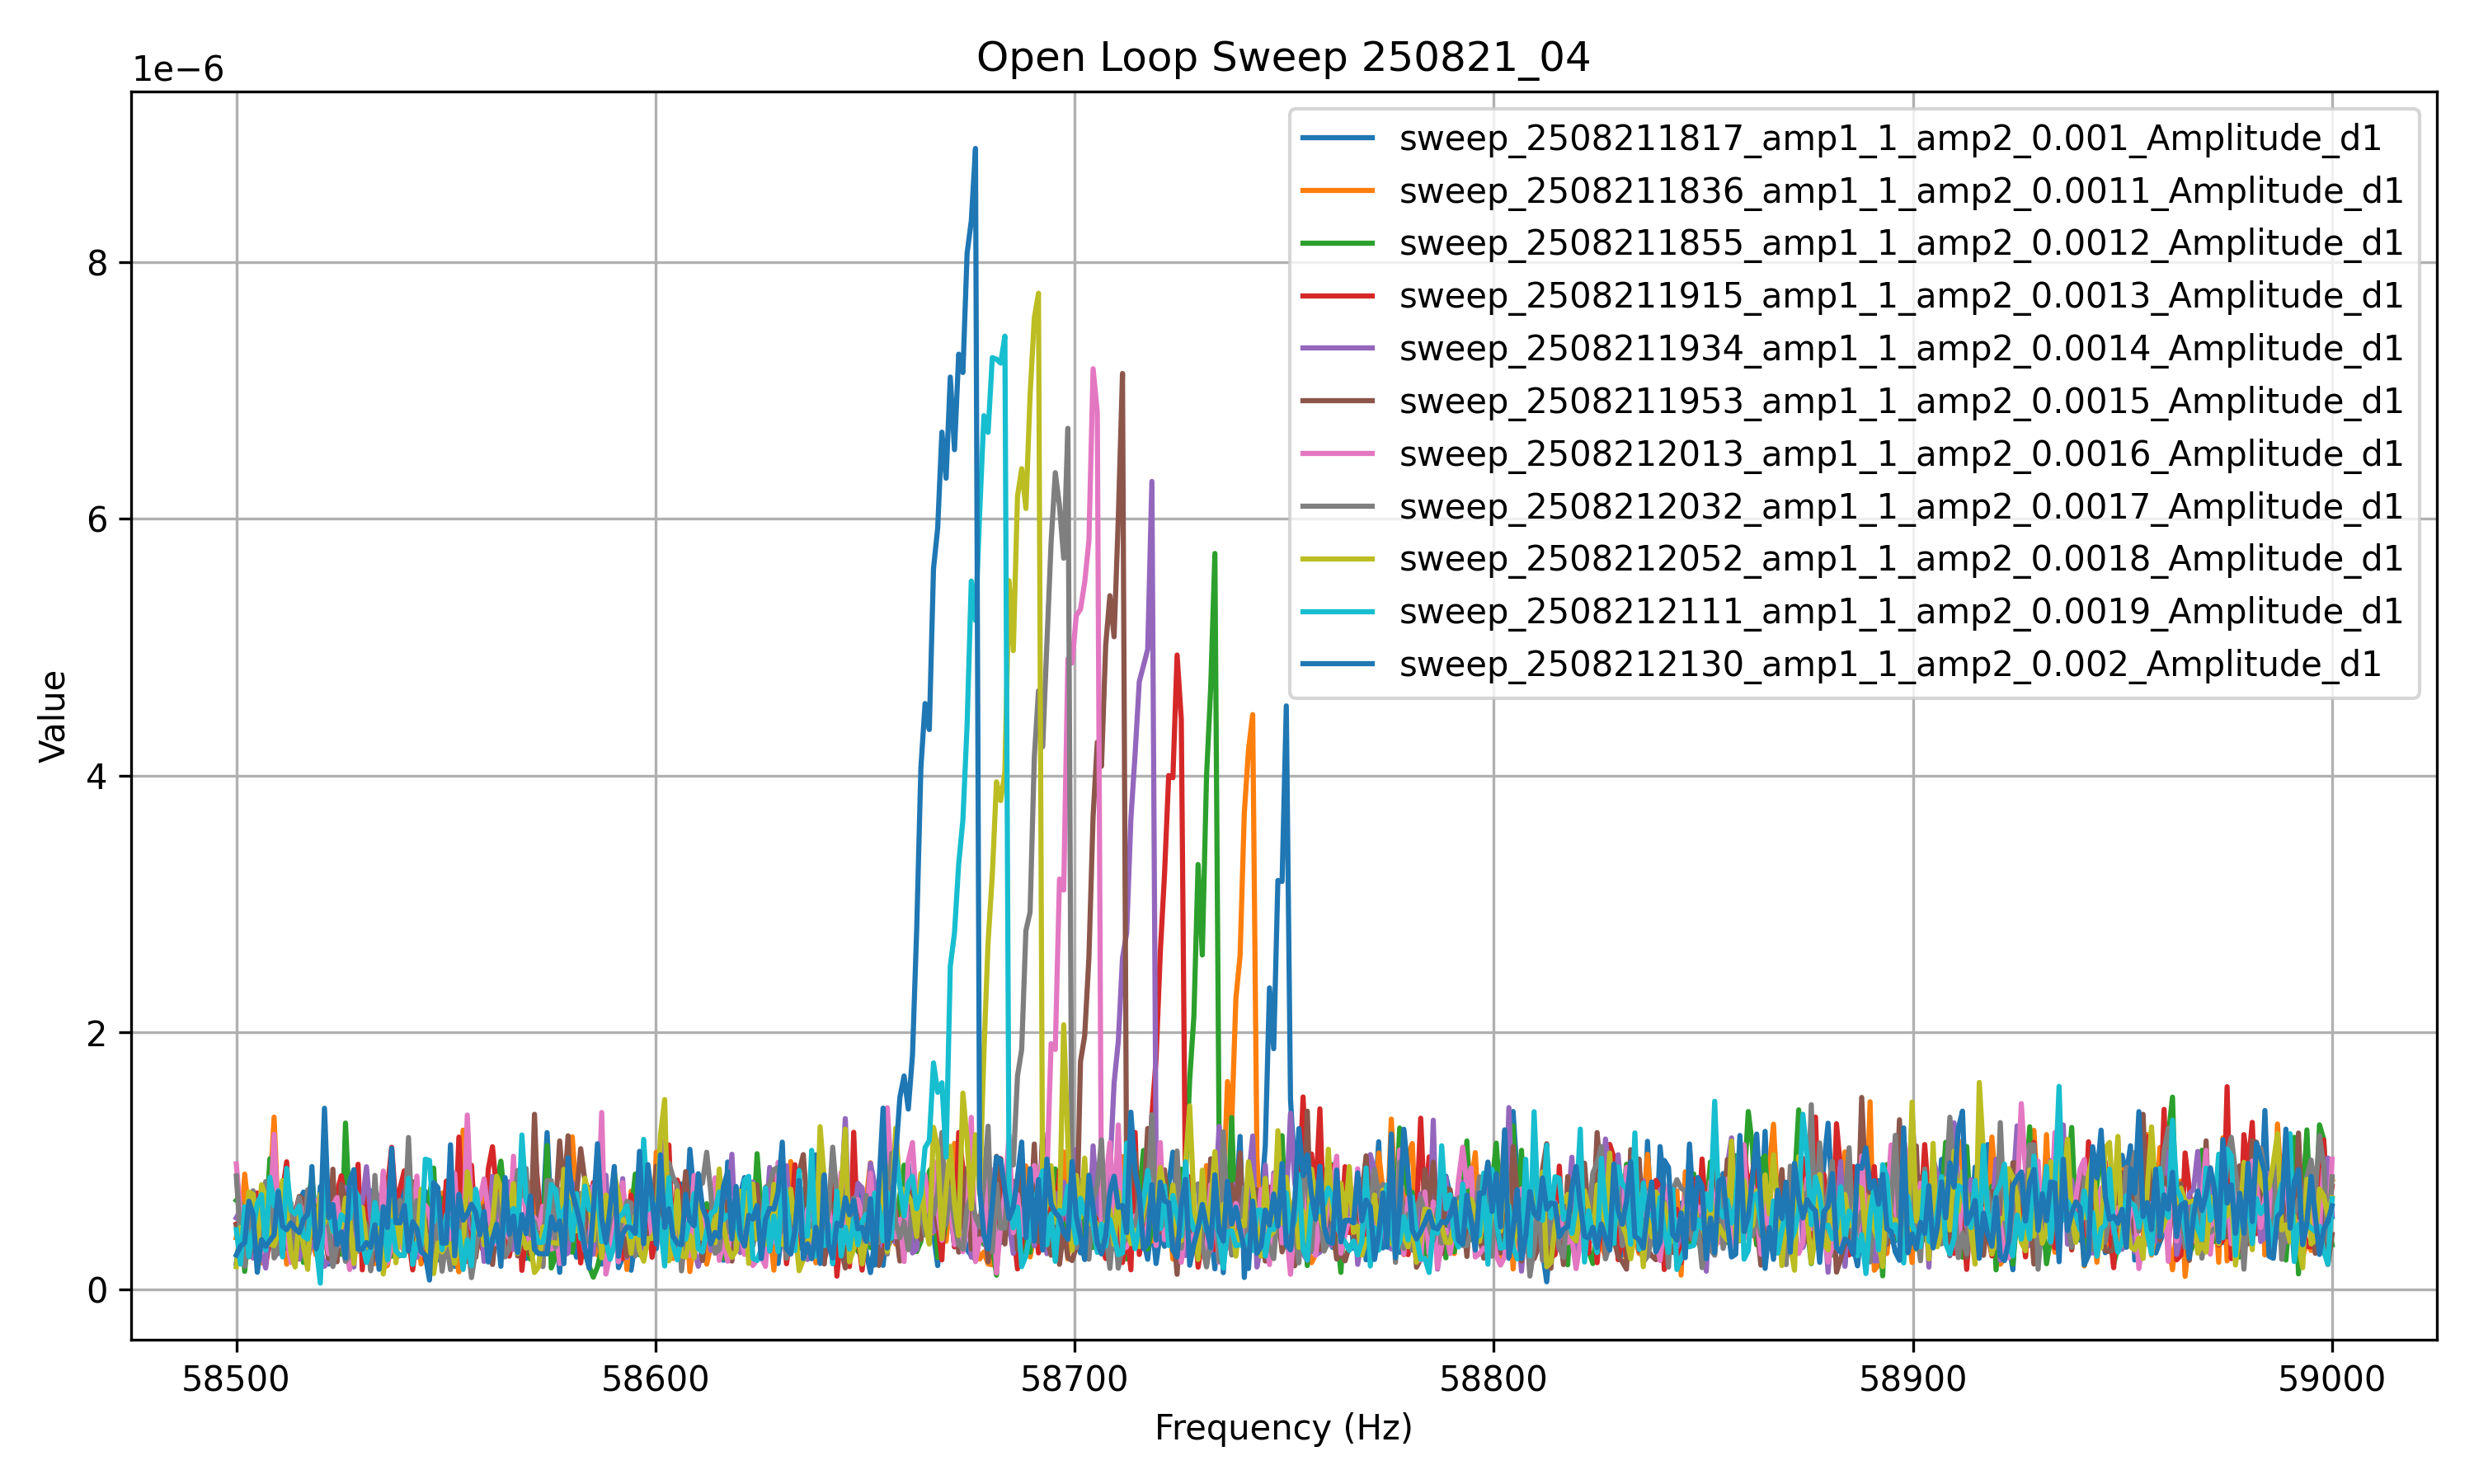 Open Loop Sweep 250821_04
1e−6
sweep_2508211817_amp1_1_amp2_0.001_Amplitude_d1
sweep_2508211836_amp1_1_amp2_0.0011_Amplitude_d1
sweep_2508211855_amp1_1_amp2_0.0012_Amplitude_d1
sweep_2508211915_amp1_1_amp2_0.0013_Amplitude_d1
sweep_2508211934_amp1_1_amp2_0.0014_Amplitude_d1
sweep_2508211953_amp1_1_amp2_0.0015_Amplitude_d1
sweep_2508212013_amp1_1_amp2_0.0016_Amplitude_d1
sweep_2508212032_amp1_1_amp2_0.0017_Amplitude_d1
sweep_2508212052_amp1_1_amp2_0.0018_Amplitude_d1
sweep_2508212111_amp1_1_amp2_0.0019_Amplitude_d1
sweep_2508212130_amp1_1_amp2_0.002_Amplitude_d1
8
6
4
2
0
Value
58500 58600 58700 58800 58900 59000
Frequency (Hz)